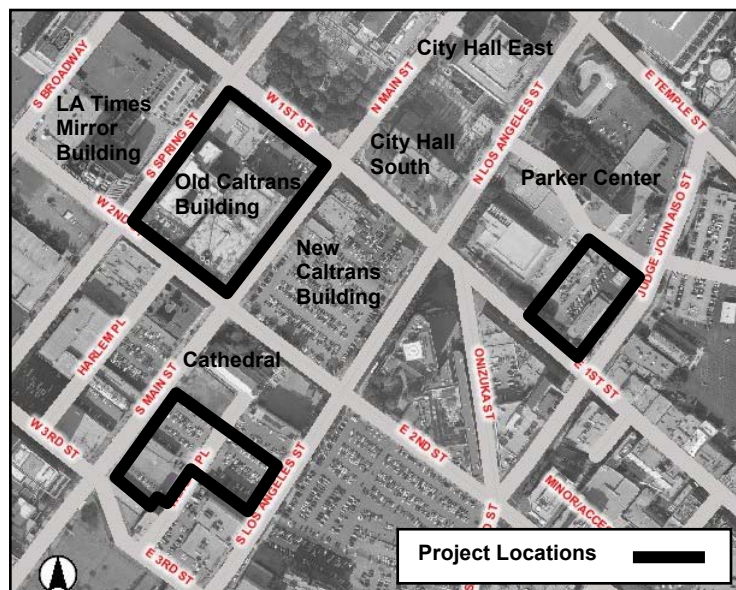 S BROADWAY
City Hall East
LA Times
Mirror
Building
W 1ST ST
N MAIN ST
S SPRING ST
City Hall
South
N LOS ANGELES ST
E TEMPLE ST
Parker Center
Old Caltrans
Building
W 2ND
New
Caltrans
Building
JUDGE JOHN AISO ST
HARLEM PL
Cathedral
S MAIN ST
ONIZUKA ST
1ST ST
W 3RD ST
E 2ND ST
PL
S LOS ANGELES ST
MINOR/ACCE
E 3RD ST
ST
Project Locations